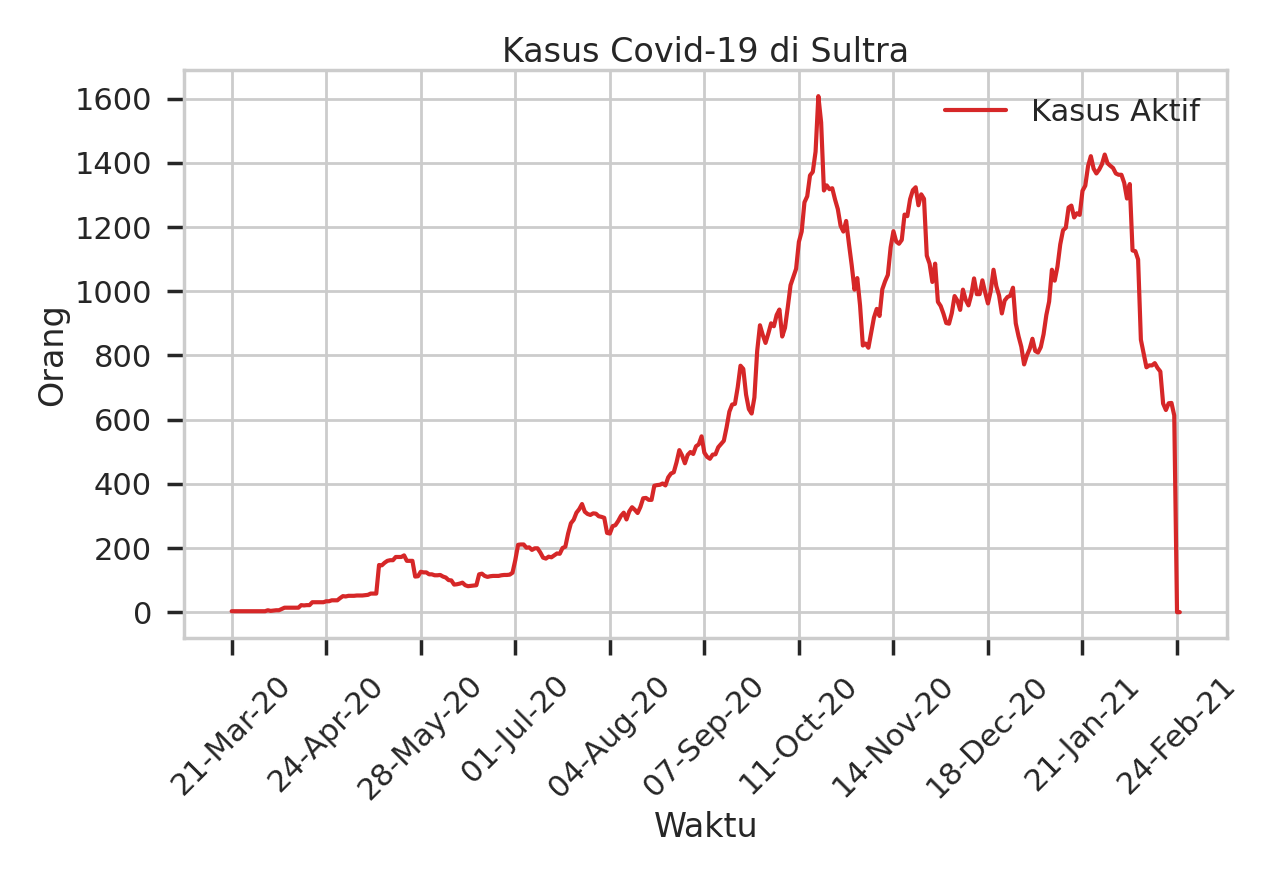 Kasus Covid-19 di Sultra
Kasus Aktif
Orang
1600
1400
1200
1000
800
600
400
200
0
21-Mar-20
24-Apr-20
28-May-20
01-Jul-20
04-Aug-20
07-Sep-20
11-Oct-20
14-Nov-20
18-Dec-20
21-Jan-21
24-Feb-21
Waktu